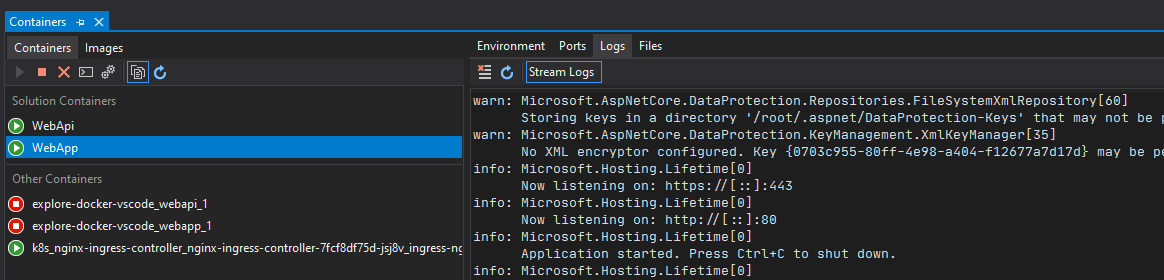 Containers
Containers Images
Solution Containers
WebApi
WebApp
Other Containers
explore-docker-vscode_webapi_1
explore-docker-vscode_webapp_1
k8s_nginx-ingress-controller_nginx-ingress-controller-7fcf8df75d-jsj8v_ingress-ng
Environment Ports Logs Files
Stream Logs
warn: Microsoft.AspNetCore.DataProtection.Repositories.FileSystemXmlRepository[60]
Storing keys in a directory '/root/.aspnet/DataProtection-Keys' that may not be p
warn: Microsoft.AspNetCore.DataProtection.KeyManagement.XmlKeyManager[35]
No XML encryptor configured. Key {0703c955-80ff-4e98-a404-f12677a7d17d} may be pe
info: Microsoft.Hosting.Lifetime[0]
Now listening on: https://[::]:443
info: Microsoft.Hosting.Lifetime[0]
Now listening on: http://[::]:80
info: Microsoft.Hosting.Lifetime[0]
Application started. Press Ctrl+C to shut down.
info: Microsoft.Hosting.Lifetime[0]